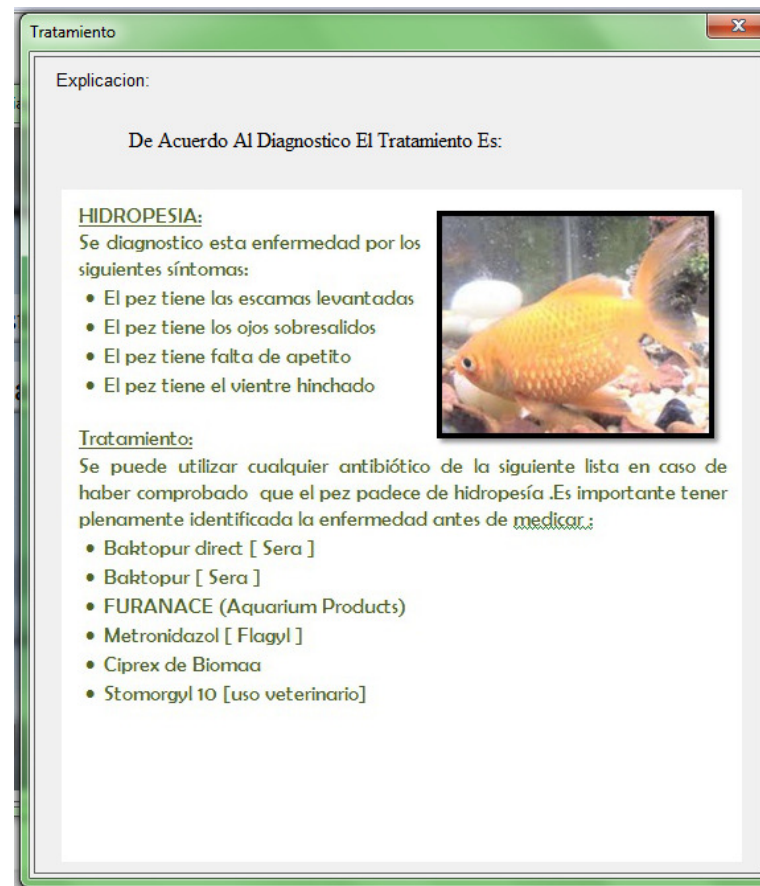 Tratamiento
Explicacion:
De Acuerdo Al Diagnostico El Tratamiento Es:
HIDROPESIA:
Se diagnostico esta enfermedad por los
siguientes síntomas:
• El pez tiene las escamas levantadas
• El pez tiene los ojos sobresalidos
• El pez tiene falta de apetito
• El pez tiene el vientre hinchado
Tratamiento:
Se puede utilizar cualquier antibiótico de la siguiente lista en caso de
haber comprobado que el pez padece de hidropesía .Es importante tener
plenamente identificada la enfermedad antes de medicar :
• Baktopur direct [ Sera ]
• Baktopur [ Sera ]
• FURANACE (Aquarium Products)
• Metronidazol [ Flagyl ]
• Ciprex de Biomaa
• Stomorgyl 10 [uso veterinario]